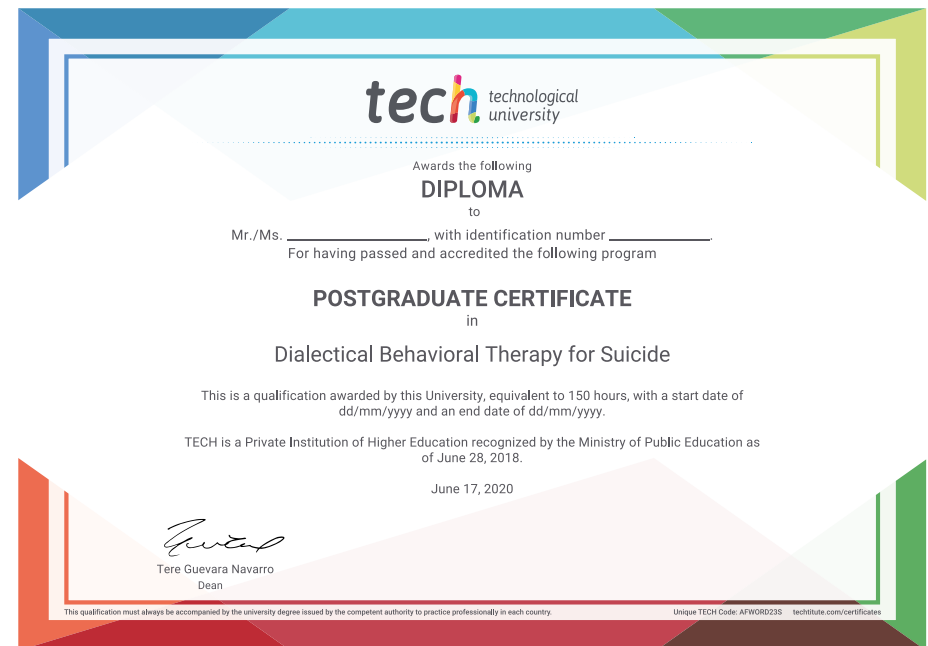 tech technological
university
Awards the following
DIPLOMA
to
Mr./Ms. ____________________, with identification number ______________.
For having passed and accredited the following program
POSTGRADUATE CERTIFICATE
in
Dialectical Behavioral Therapy for Suicide
This is a qualification awarded by this University, equivalent to 150 hours, with a start date of
dd/mm/yyyy and an end date of dd/mm/yyyy.
TECH is a Private Institution of Higher Education recognized by the Ministry of Public Education as
of June 28, 2018.
June 17, 2020
Tere Guevara Navarro
Dean
This qualification must always be accompanied by the university degree issued by the competent authority to practice professionally in each country.
Unique TECH Code: AFWORD23S techtitute.com/certificates